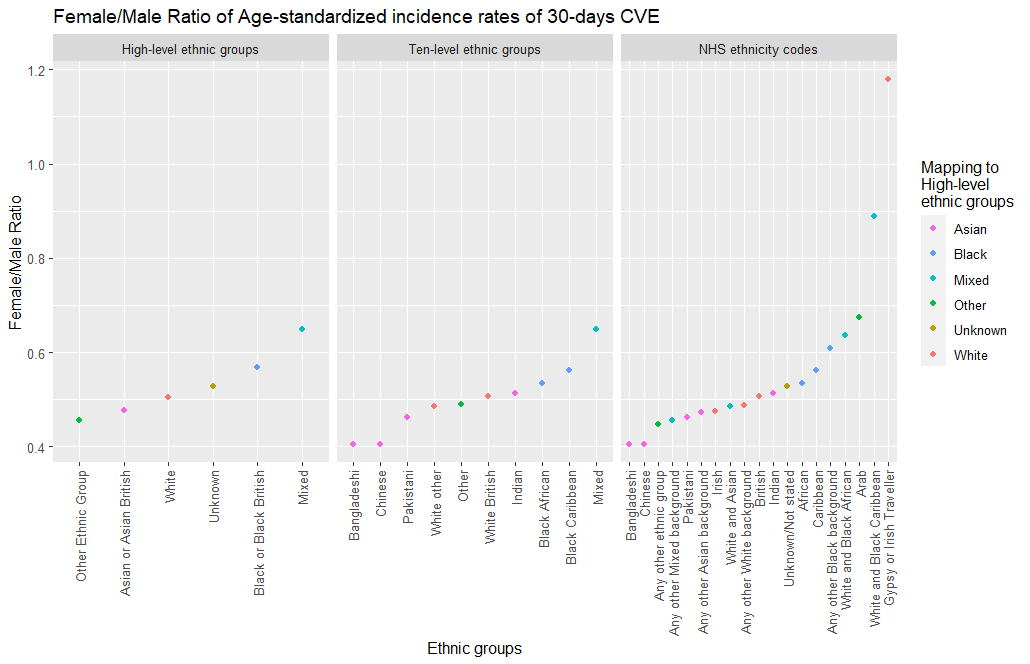 Female/Male Ratio of Age-standardized incidence rates of 30-days CVE
High-level ethnic groups
Ten-level ethnic groups
NHS ethnicity codes
Female/Male Ratio
1.2
1.0
0.8
0.6
0.4
Other Ethnic Group
Asian or Asian British
White
Unknown
Black or Black British
Mixed
Bangladeshi
Chinese
Pakistani
White other
Other
White British
Indian
Black African
Black Caribbean
Mixed
Bangladeshi
Chinese
Any other ethnic group
Any other Mixed background
Pakistani
Any other Asian background
Irish
White and Asian
Any other White background
British
Indian
Unknown/Not stated
African
Caribbean
Any other Black background
White and Black African
Arab
White and Black Caribbean
Gypsy or Irish Traveller
Ethnic groups
Mapping to
High-level
ethnic groups
Asian
Black
Mixed
Other
Unknown
White